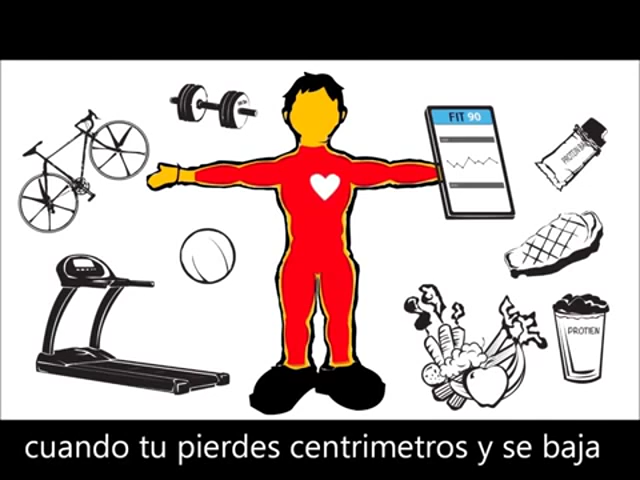 FIT 90
PROTEIN BAR
PROTIEN
cuando tu pierdes centrimetros y se baja